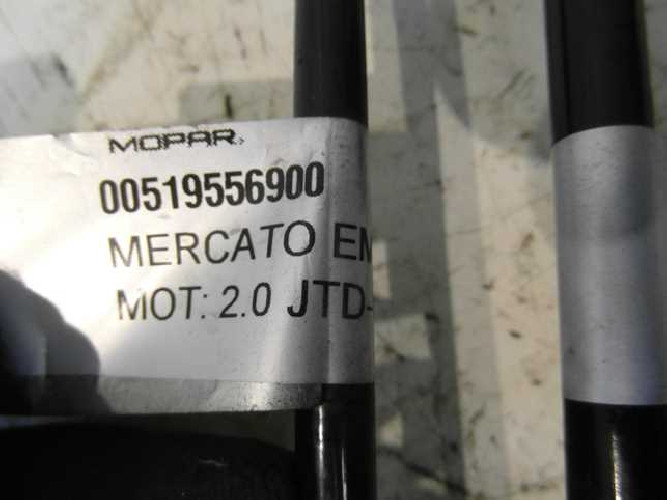 MOPAR
00519556900
MERCATO EM
MOT: 2.0 JTD-